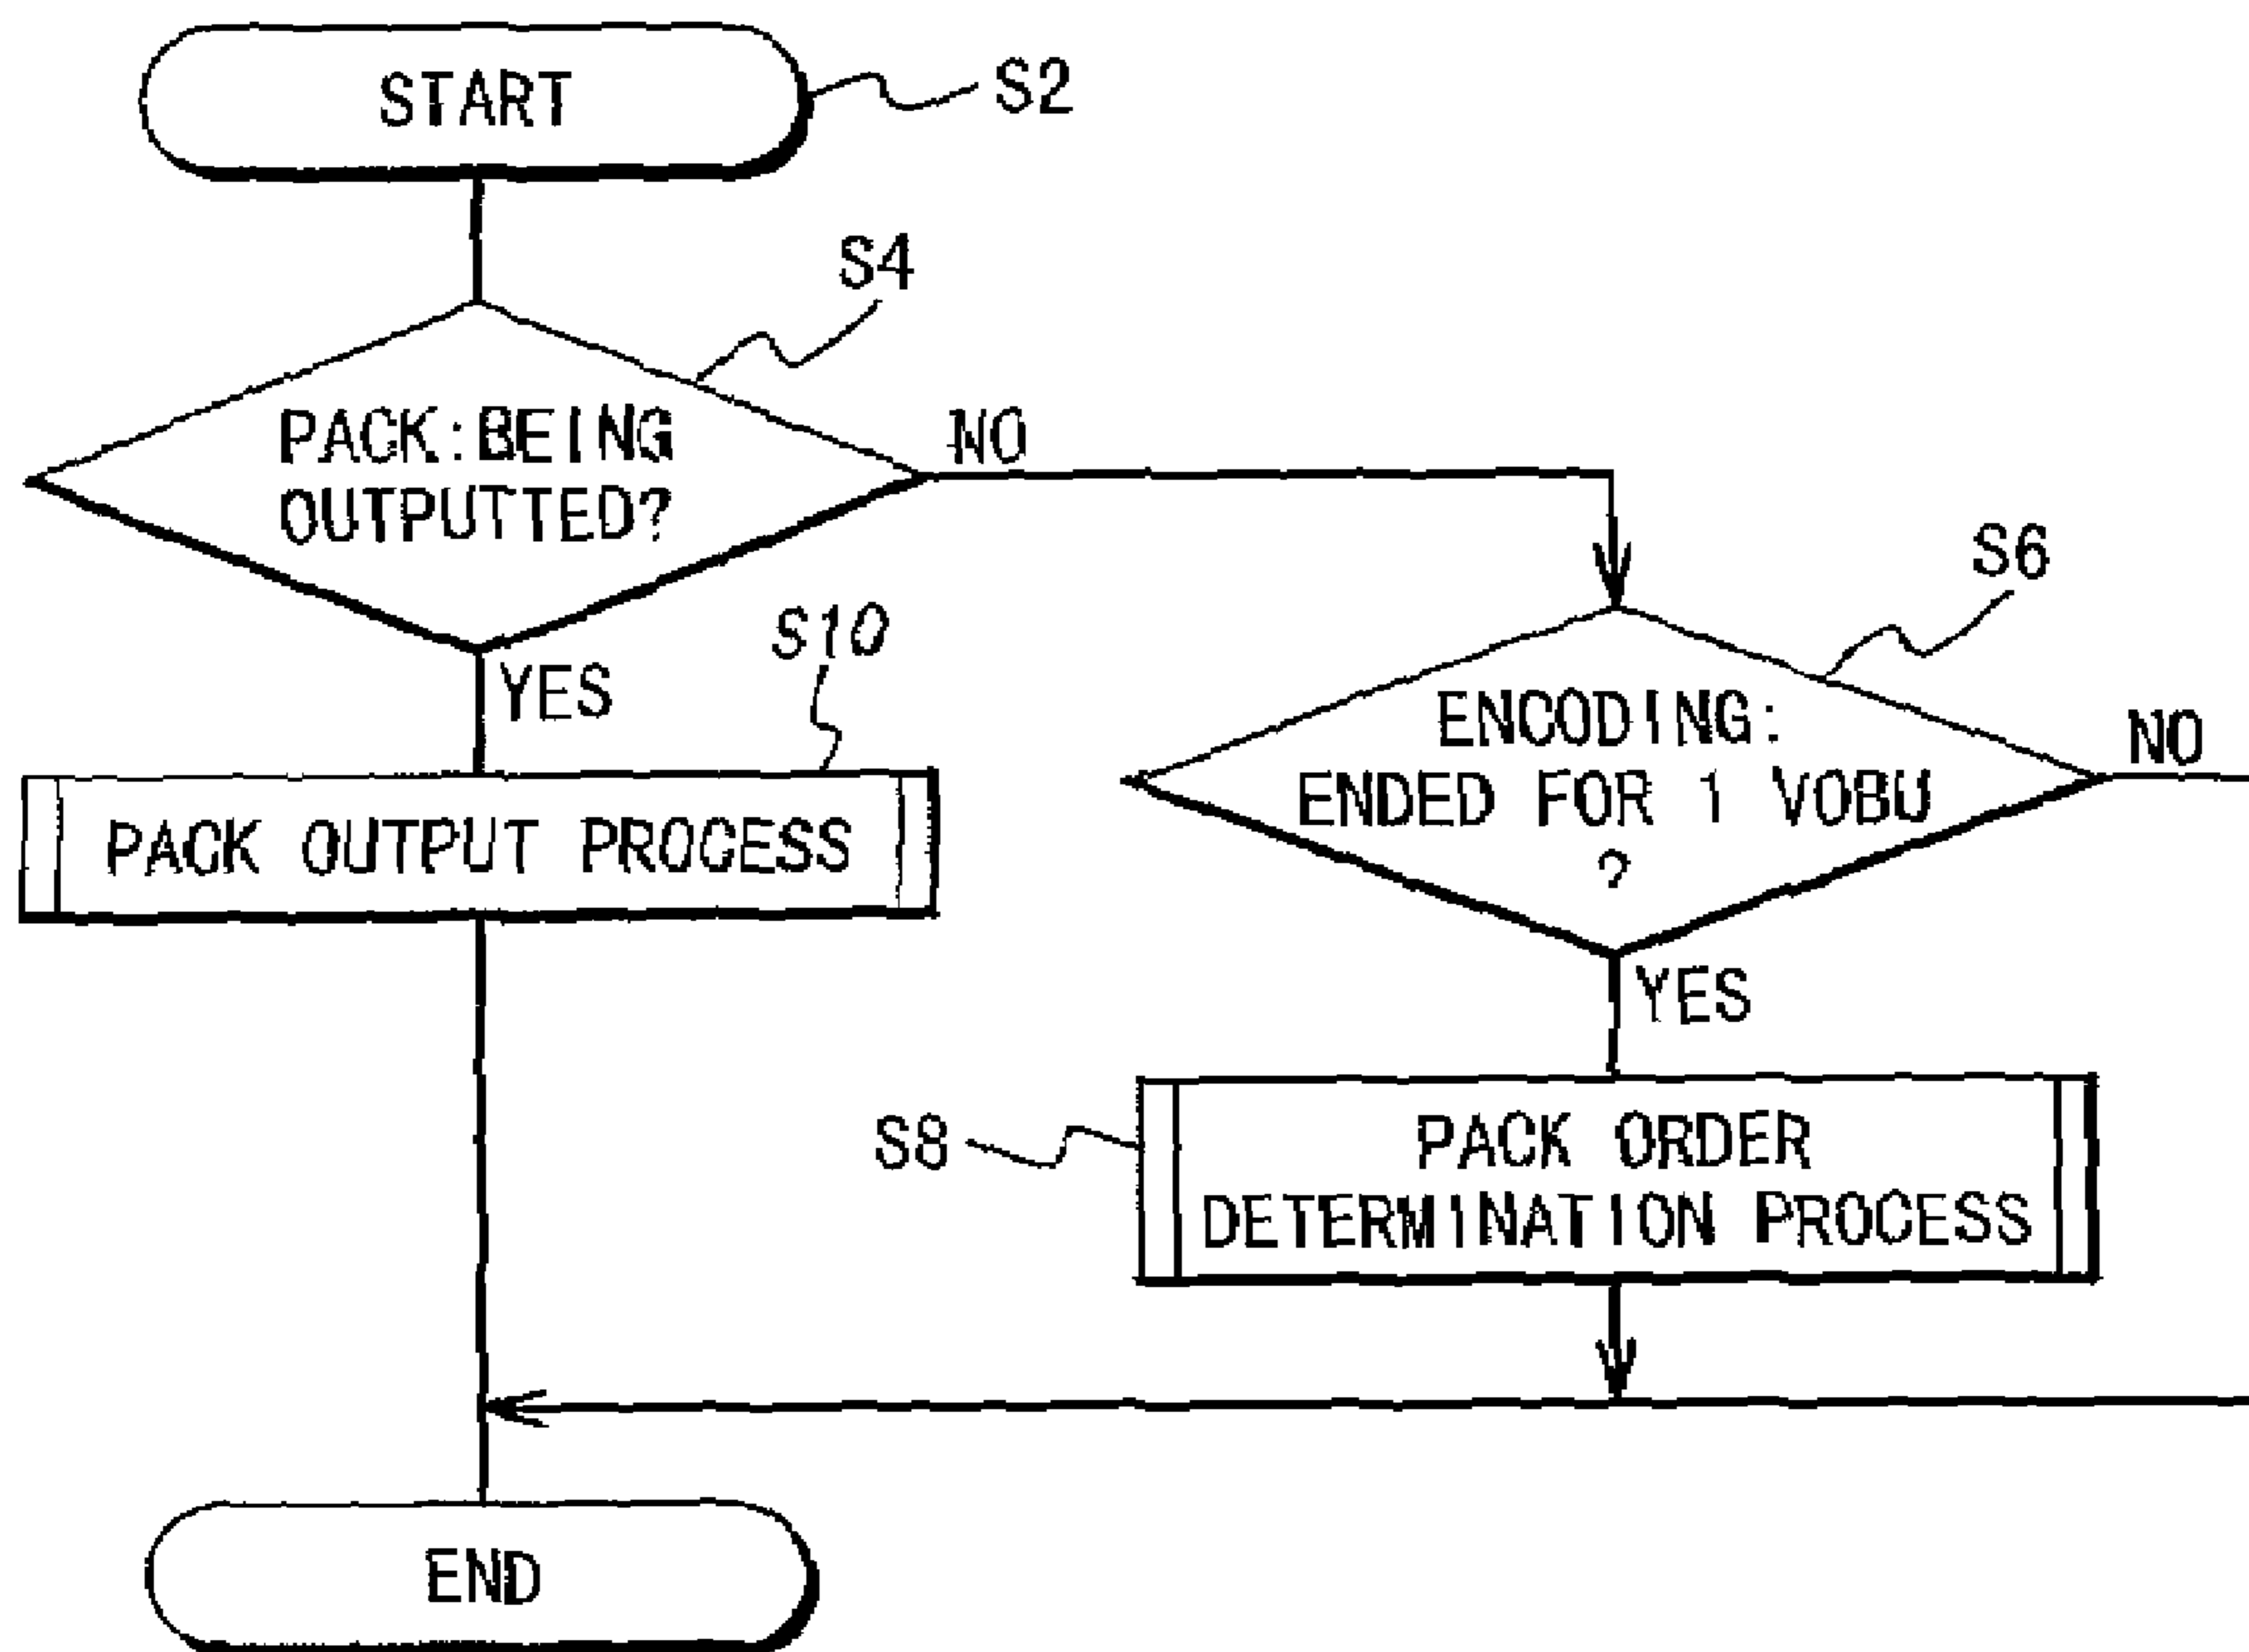 START
S2
S4
PACK:BEING
OUTPUTTED?
NO
YES
S10
PACK OUTPUT PROCESS
S6
ENCODING:
ENDED FOR 1 VOBU
?
NO
YES
S8
PACK ORDER
DETERMINATION PROCESS
END